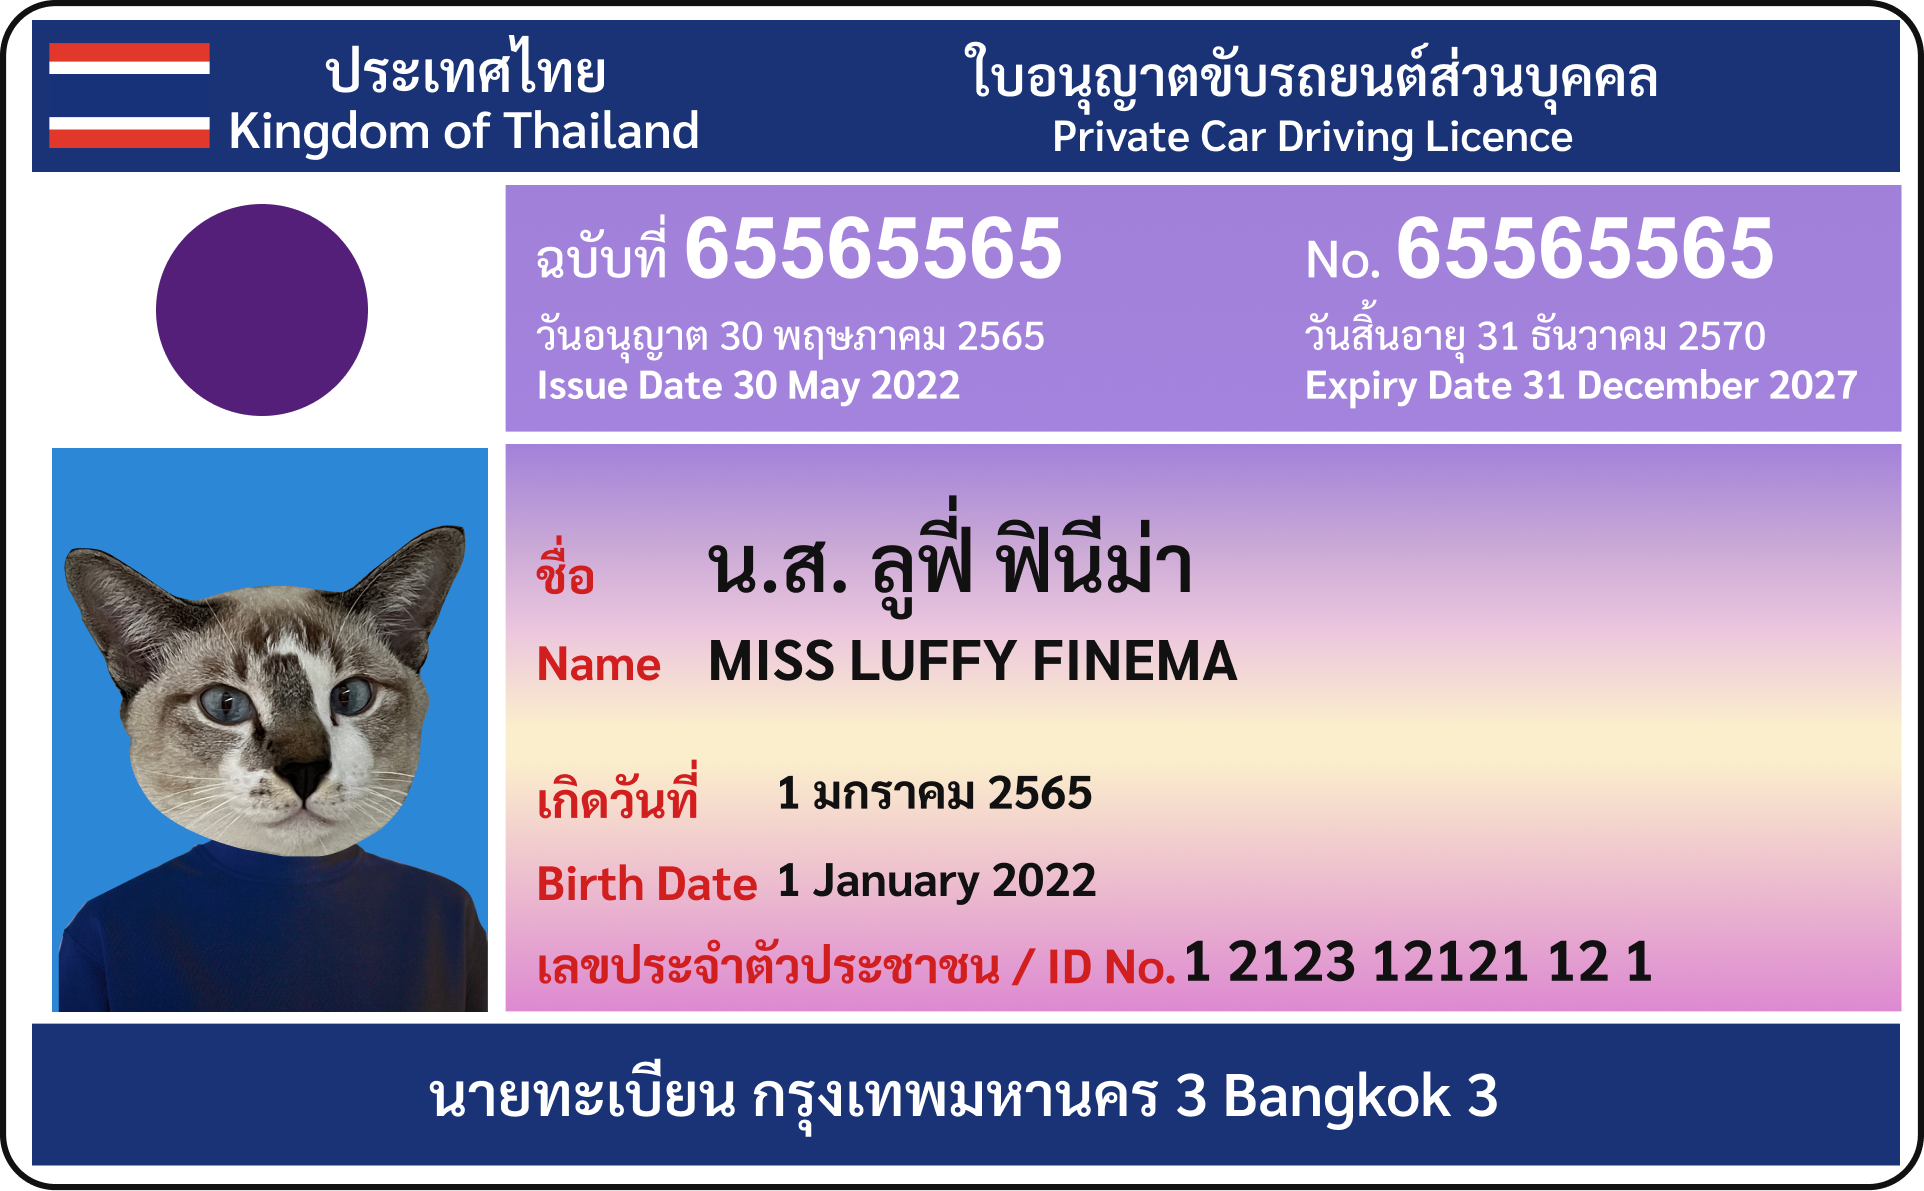 ประเทศไทย
Kingdom of Thailand
ใบอนุญาตขับรถยนต์ส่วนบุคคล
Private Car Driving Licence
ฉบับที่ 65565565
No. 65565565
วันอนุญาต 30 พฤษภาคม 2565
วันสิ้นอายุ 31 ธันวาคม 2570
Issue Date 30 May 2022
Expiry Date 31 December 2027
ชื่อ น.ส. ลูฟี่ ฟินีม่า
Name MISS LUFFY FINEMA
เกิดวันที่ 1 มกราคม 2565
Birth Date 1 January 2022
เลขประจำตัวประชาชน / ID No. 1 2123 12121 12 1
นายทะเบียน กรุงเทพมหานคร 3 Bangkok 3